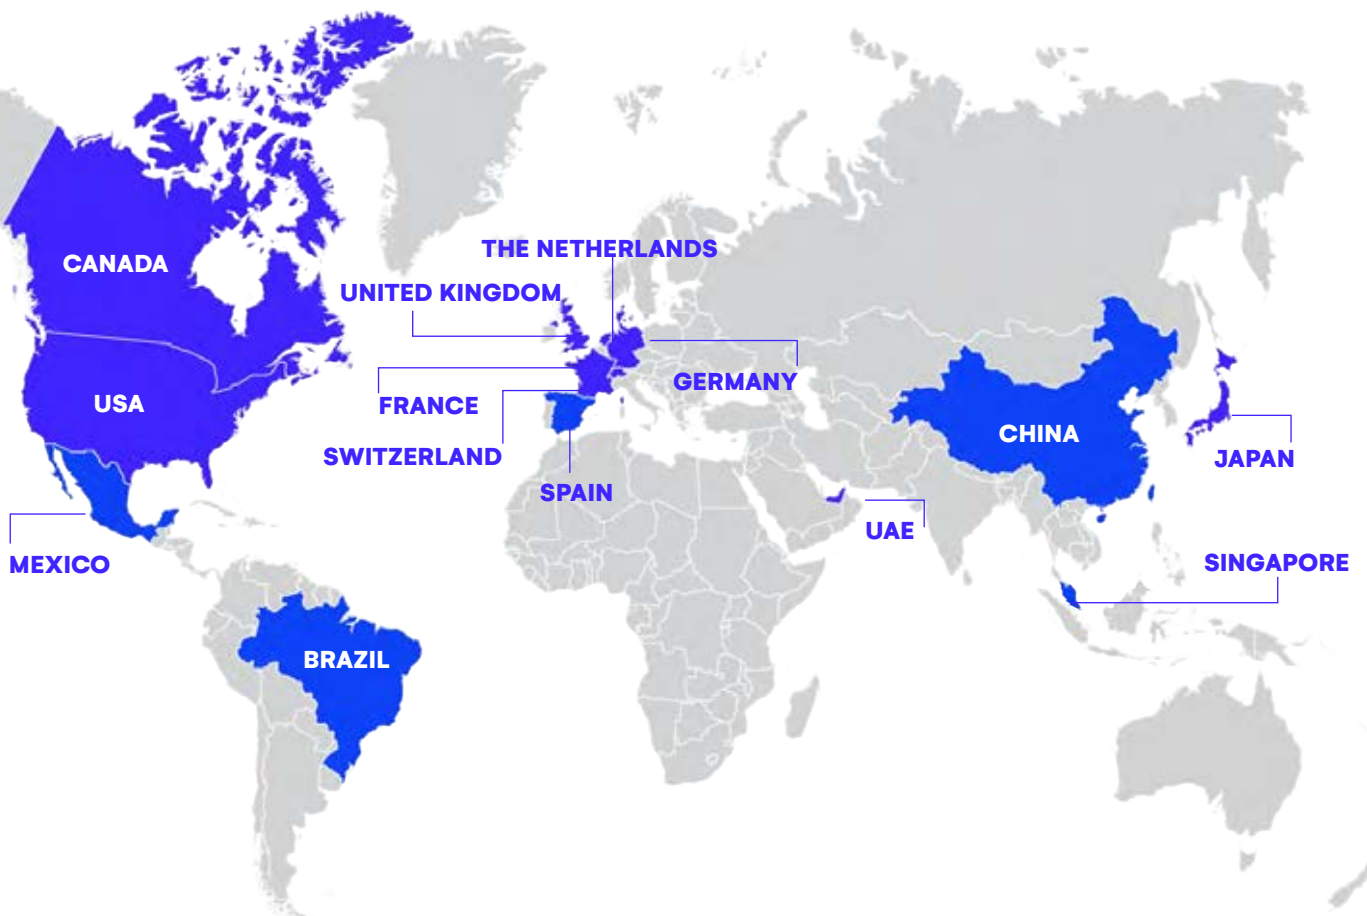 THE NETHERLANDS
CANADA
UNITED KINGDOM
GERMANY
USA
FRANCE
CHINA
SWITZERLAND
JAPAN
SPAIN
UAE
MEXICO
SINGAPORE
BRAZIL